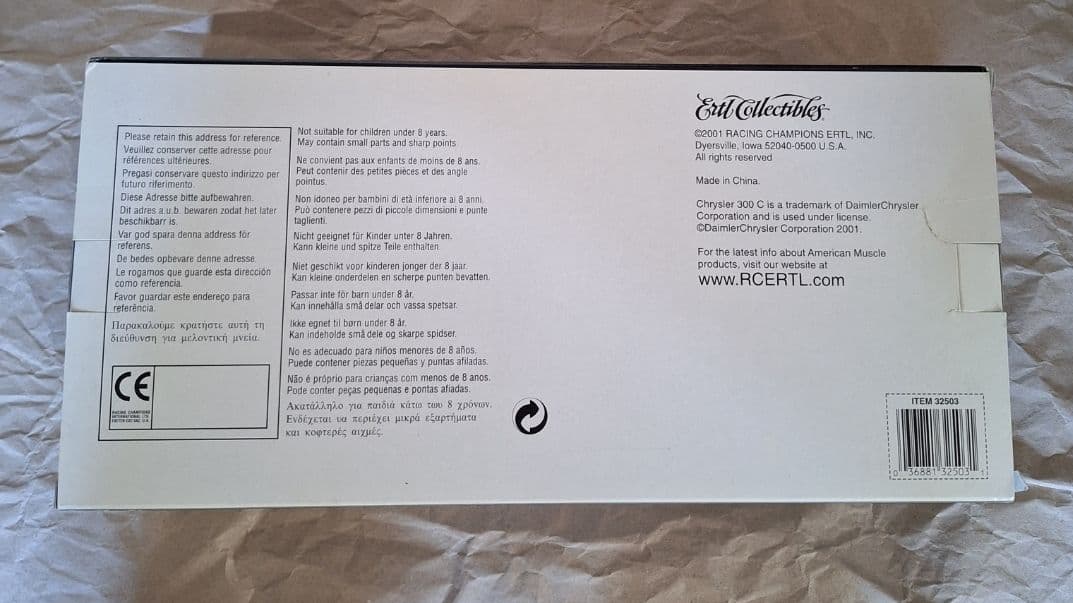 Please retain this address for reference.
Veuillez conserver cette adresse pour
références ultérieures.
Pregasi conservare questo indirizzo per
futuro riferimento.
Diese Adresse bitte aufbewahren.
Dit adres a.u.b. bewaren zodat het later
beschikbarr is.
Var god spara denna address för
referens.
De bedes opbevare denne adresse.
Le rogamos que guarde esta dirección
como referencia.
Favor guardar este endereço para
referência.
Παρακαλούμε κρατήστε αυτή τη
διεύθυνση για μελοντική μνεία.
CE
RACING CHAMPIONS
INTERNATIONAL LTD.
Not suitable for children under 8 years.
May contain small parts and sharp points.
Ne convient pas aux enfants de moins de 8 ans.
Peut contenir des petites pièces et des angle
pointus.
Non idoneo per bambini di età inferiore ai 8 anni.
Può contenere pezzi di piccole dimensioni e punte
taglienti.
Nicht geeignet für Kinder unter 8 Jahren.
Kann kleine und spitze Teile enthalten.
Niet geschikt voor kinderen jonger der 8 jaar.
Kan kleine onderdelen en scherpe punten bevatten.
Passar inte för barn under 8 år.
Kan innehålla små delar och vassa spetsar.
Ikke egnet til børn under 8 år.
Kan indeholde små dele og skarpe spidser.
No es adecuado para niños menores de 8 años.
Puede contener piezas pequeñas y puntas afiladas.
Não é próprio para crianças com menos de 8 anos.
Pode conter peças pequenas e pontas afiadas.
Ακατάλληλο για παιδιά κάτω των 8 χρόνων.
Ενδέχεται να περιέχει μικρά εξαρτήματα
και κοφτερές αιχμές.
Ertl Collectibles
©2001 RACING CHAMPIONS ERTL, INC.
Dyersville, Iowa 52040-0500 U.S.A.
All rights reserved
Made in China.
Chrysler 300 C is a trademark of DaimlerChrysler
Corporation and is used under license.
©DaimlerChrysler Corporation 2001.
For the latest info about American Muscle
products, visit our website at
www.RCERTL.com
ITEM 32503
0 36881 32503 1